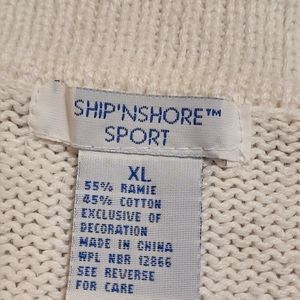 SHIP'NSHORE™
SPORT
XL
55% RAMIE
45% COTTON
EXCLUSIVE OF
DECORATION
MADE IN CHINA
WPL NBR 12866
SEE REVERSE
FOR CARE